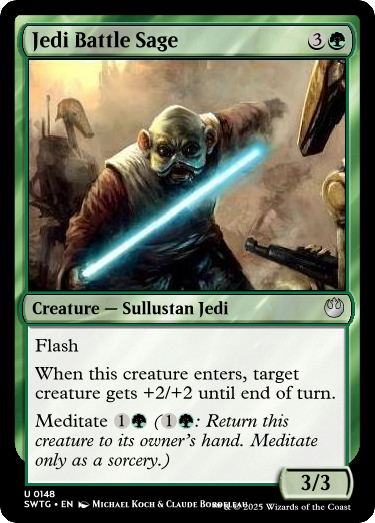 Jedi Battle Sage 3
Creature — Sullustan Jedi
Flash
When this creature enters, target
creature gets +2/+2 until end of turn.
Meditate 1 (1: Return this
creature to its owner's hand. Meditate
only as a sorcery.)
3/3
U 0148
SWTG • EN Michael Koch & Claude ™ & © 2025 Wizards of the Coast